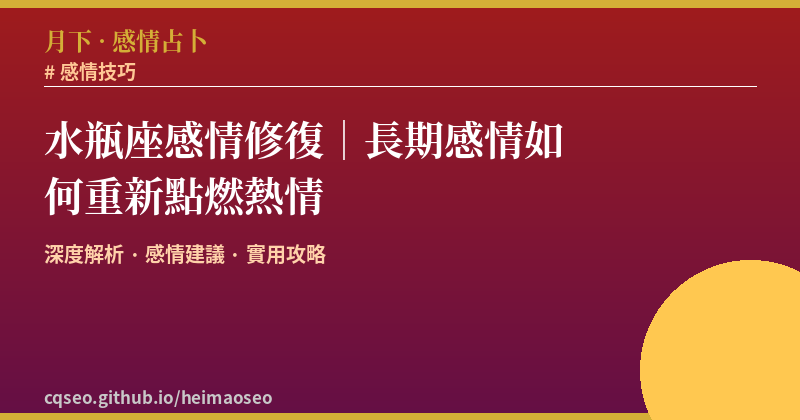 月下 · 感情占卜
# 感情技巧
水瓶座感情修復｜長期感情如
何重新點燃熱情
深度解析 · 感情建議 · 實用攻略
cqseo.github.io/heimaoseo